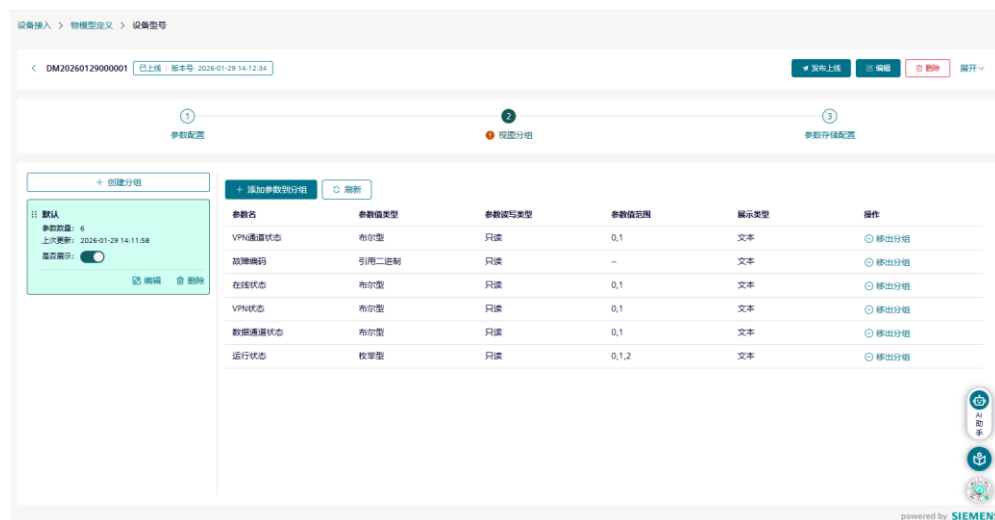 设备接入 > 物模型定义 > 设备型号
< DM20260129000001 已上线 版本号: 2026-01-29 14:12:34 发布上线 编辑 删除 展开
1 2 3
参数配置 视图分组 参数存储配置
+ 创建分组
默认
参数数量: 6
上次更新: 2026-01-29 14:11:58
是否展示:
编辑 删除
+ 添加参数到分组 刷新
参数名 参数值类型 参数读写类型 参数值范围 展示类型 操作
VPN通道状态 布尔型 只读 0,1 文本 移出分组
故障编码 引用二进制 只读 -- 文本 移出分组
在线状态 布尔型 只读 0,1 文本 移出分组
VPN状态 布尔型 只读 0,1 文本 移出分组
数据通道状态 布尔型 只读 0,1 文本 移出分组
运行状态 枚举型 只读 0,1,2 文本 移出分组
AI
助
手
powered by SIEMENS